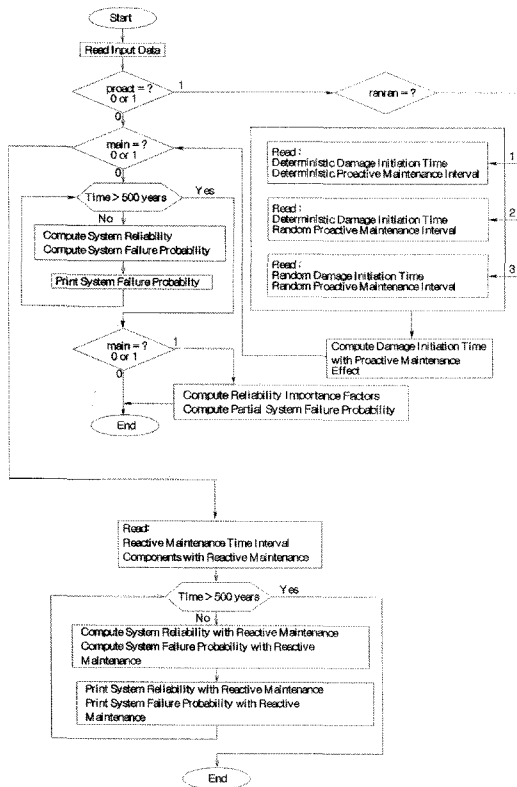 Start
Read Input Data
proact = ?
0 or 1
1
0
ranran = ?
main = ?
0 or 1
0
Time > 500 years
Yes
No
Compute System Reliability
Compute System Failure Probability
Print System Failure Probability
main = ?
0 or 1
1
0
Compute Reliability Importance Factors
Compute Partial System Failure Probability
End
Read :
Deterministic Damage Initiation Time
Deterministic Proactive Maintenance Interval
1
Read :
Deterministic Damage Initiation Time
Random Proactive Maintenance Interval
2
Read :
Random Damage Initiation Time
Random Proactive Maintenance Interval
3
Compute Damage Initiation Time
with Proactive Maintenance
Effect
Read:
Reactive Maintenance Time Interval
Components with Reactive Maintenance
Time > 500 years
Yes
No
Compute System Reliability with Reactive Maintenance
Compute System Failure Probability with Reactive
Maintenance
Print System Reliability with Reactive Maintenance
Print System Failure Probability with Reactive
Maintenance
End